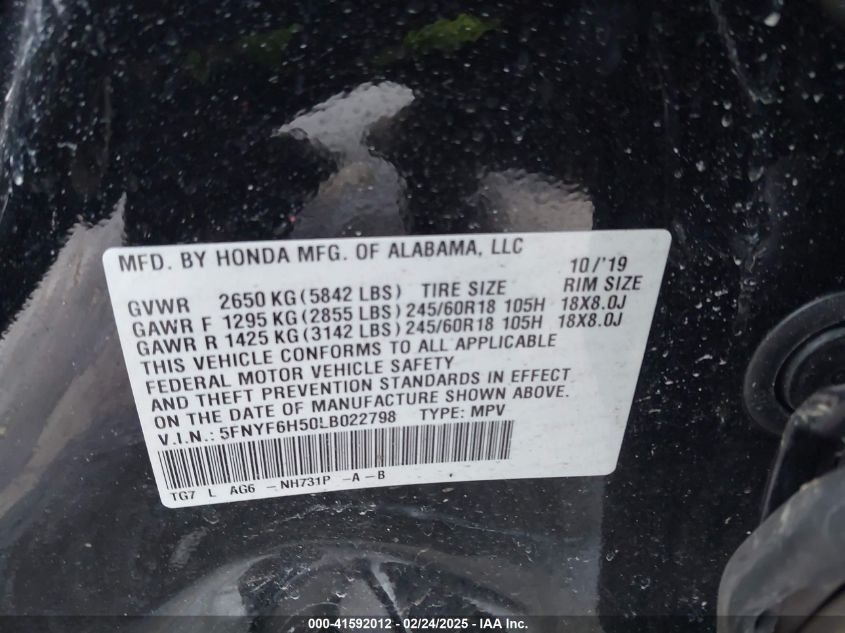 MFD. BY HONDA MFG. OF ALABAMA, LLC 10/'19
GVWR 2650 KG (5842 LBS) TIRE SIZE RIM SIZE
GAWR F 1295 KG (2855 LBS) 245/60R18 105H 18X8.0J
GAWR R 1425 KG (3142 LBS) 245/60R18 105H 18X8.0J
THIS VEHICLE CONFORMS TO ALL APPLICABLE
FEDERAL MOTOR VEHICLE SAFETY
AND THEFT PREVENTION STANDARDS IN EFFECT
ON THE DATE OF MANUFACTURE SHOWN ABOVE.
V.I.N.: 5FNYF6H50LB022798 TYPE: MPV
TG7 L AG6 -NH731P -A-B
000-41592012 - 02/24/2025 - IAA Inc.